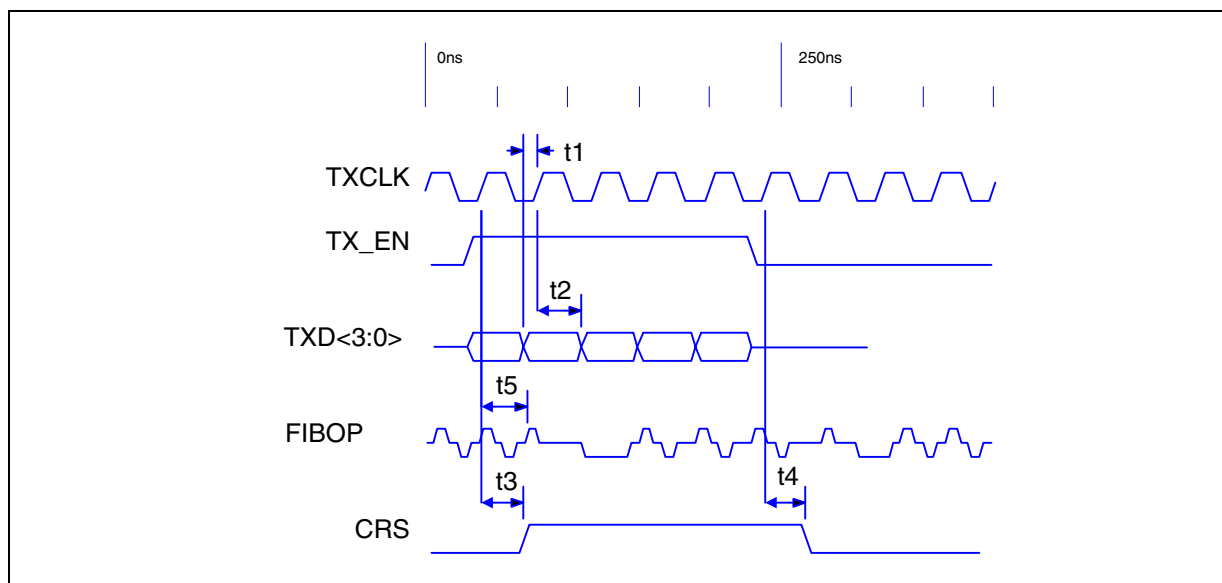 0ns 250ns
t1
TXCLK
TX_EN
t2
TXD<3:0>
t5
FIBOP
t3 t4
CRS